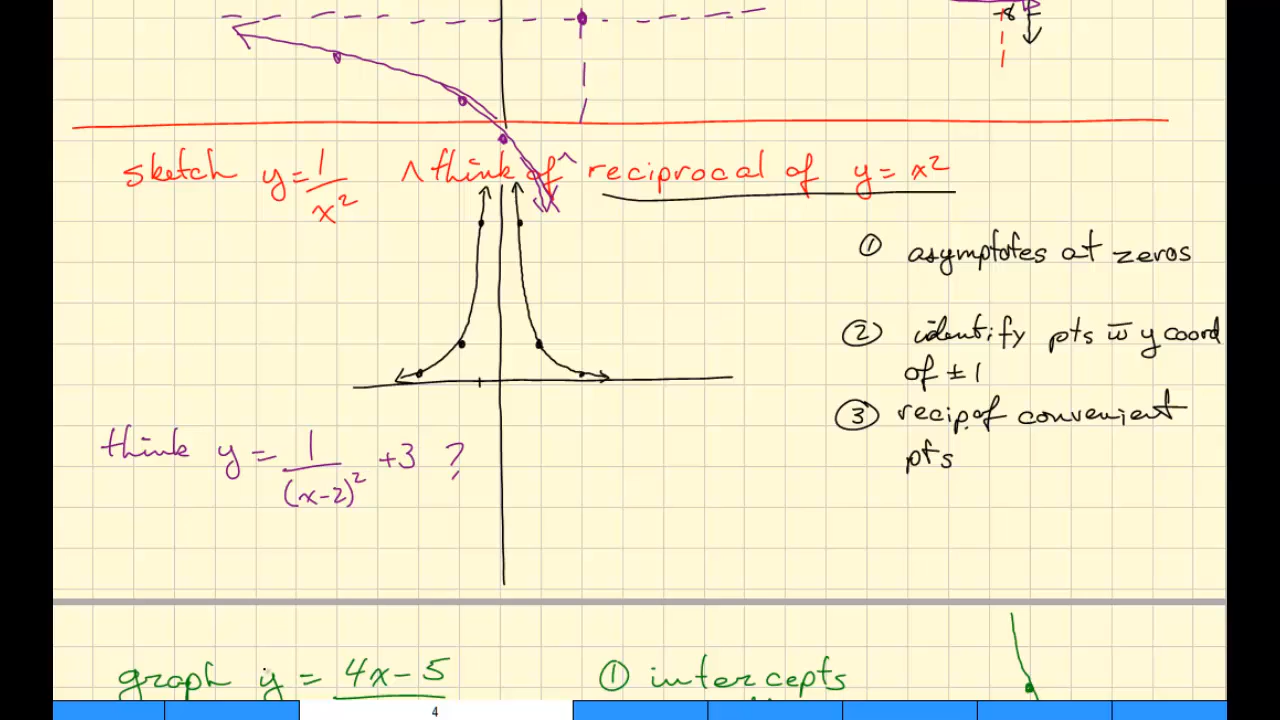 -8
sketch y = 1/x² ^ think of ^ reciprocal of y = x²
① asymptotes at zeros
② identify pts w̄ y coord
of ±1
③ recip. of convenient
pts
think y = 1/(x-2)² +3 ?
graph y = 4x-5
① intercepts
4